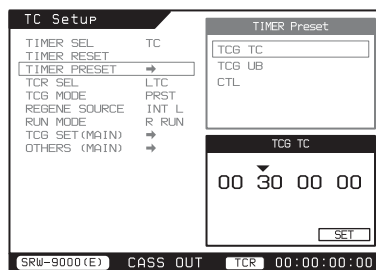 TC Setup
TIMER SEL TC
TIMER RESET
TIMER PRESET ➡
TCR SEL LTC
TCG MODE PRST
REGENE SOURCE INT L
RUN MODE R RUN
TCG SET(MAIN) ➡
OTHERS (MAIN) ➡
TIMER Preset
TCG TC
TCG UB
CTL
TCG TC
00 30 00 00
SET
SRW-9000(E) CASS OUT TCR 00:00:00:00